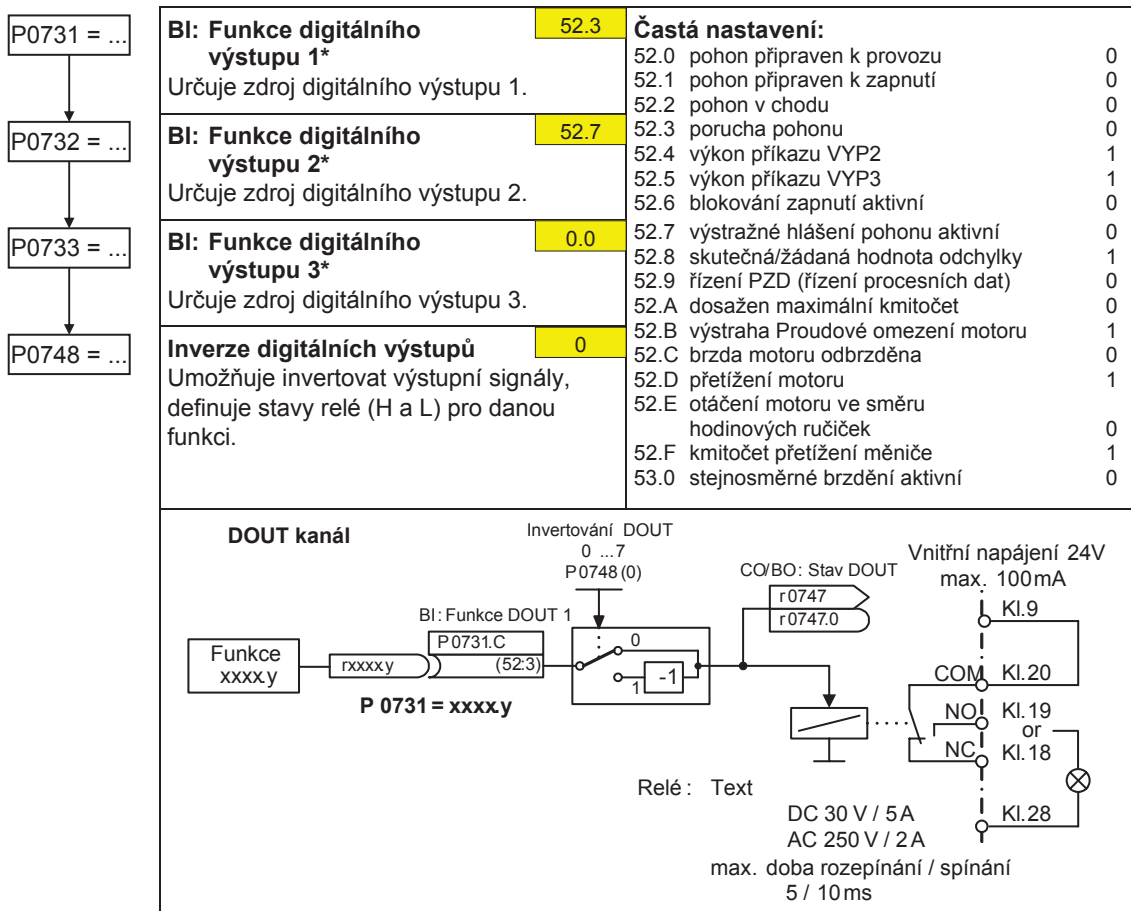 P0731 = ...
P0732 = ...
P0733 = ...
P0748 = ...
BI: Funkce digitálního
výstupu 1*
52.3
Určuje zdroj digitálního výstupu 1.
BI: Funkce digitálního
výstupu 2*
52.7
Určuje zdroj digitálního výstupu 2.
BI: Funkce digitálního
výstupu 3*
0.0
Určuje zdroj digitálního výstupu 3.
Inverze digitálních výstupů
0
Umožňuje invertovat výstupní signály,
definuje stavy relé (H a L) pro danou
funkci.
Častá nastavení:
52.0 pohon připraven k provozu 0
52.1 pohon připraven k zapnutí 0
52.2 pohon v chodu 0
52.3 porucha pohonu 0
52.4 výkon příkazu VYP2 1
52.5 výkon příkazu VYP3 1
52.6 blokování zapnutí aktivní 0
52.7 výstražné hlášení pohonu aktivní 0
52.8 skutečná/žádaná hodnota odchylky 1
52.9 řízení PZD (řízení procesních dat) 0
52.A dosažen maximální kmitočet 0
52.B výstraha Proudové omezení motoru 1
52.C brzda motoru odbrzděna 0
52.D přetížení motoru 1
52.E otáčení motoru ve směru
hodinových ručiček 0
52.F kmitočet přetížení měniče 1
53.0 stejnosměrné brzdění aktivní 0
DOUT kanál
Invertování DOUT
0 ...7
P0748(0)
CO/BO: Stav DOUT
r0747
r0747.0
Vnitřní napájení 24V
max. 100mA
Kl.9
BI:Funkce DOUT 1
P0731.C
(52:3)
Funkce
xxxx.y
rxxxx.y
P 0731 = xxxx.y
0
1
-1
COM
Kl.20
NO
Kl.19
or
NC
Kl.18
Kl.28
Relé : Text
DC 30 V / 5 A
AC 250 V / 2 A
max. doba rozepínání / spínání
5 / 10 ms